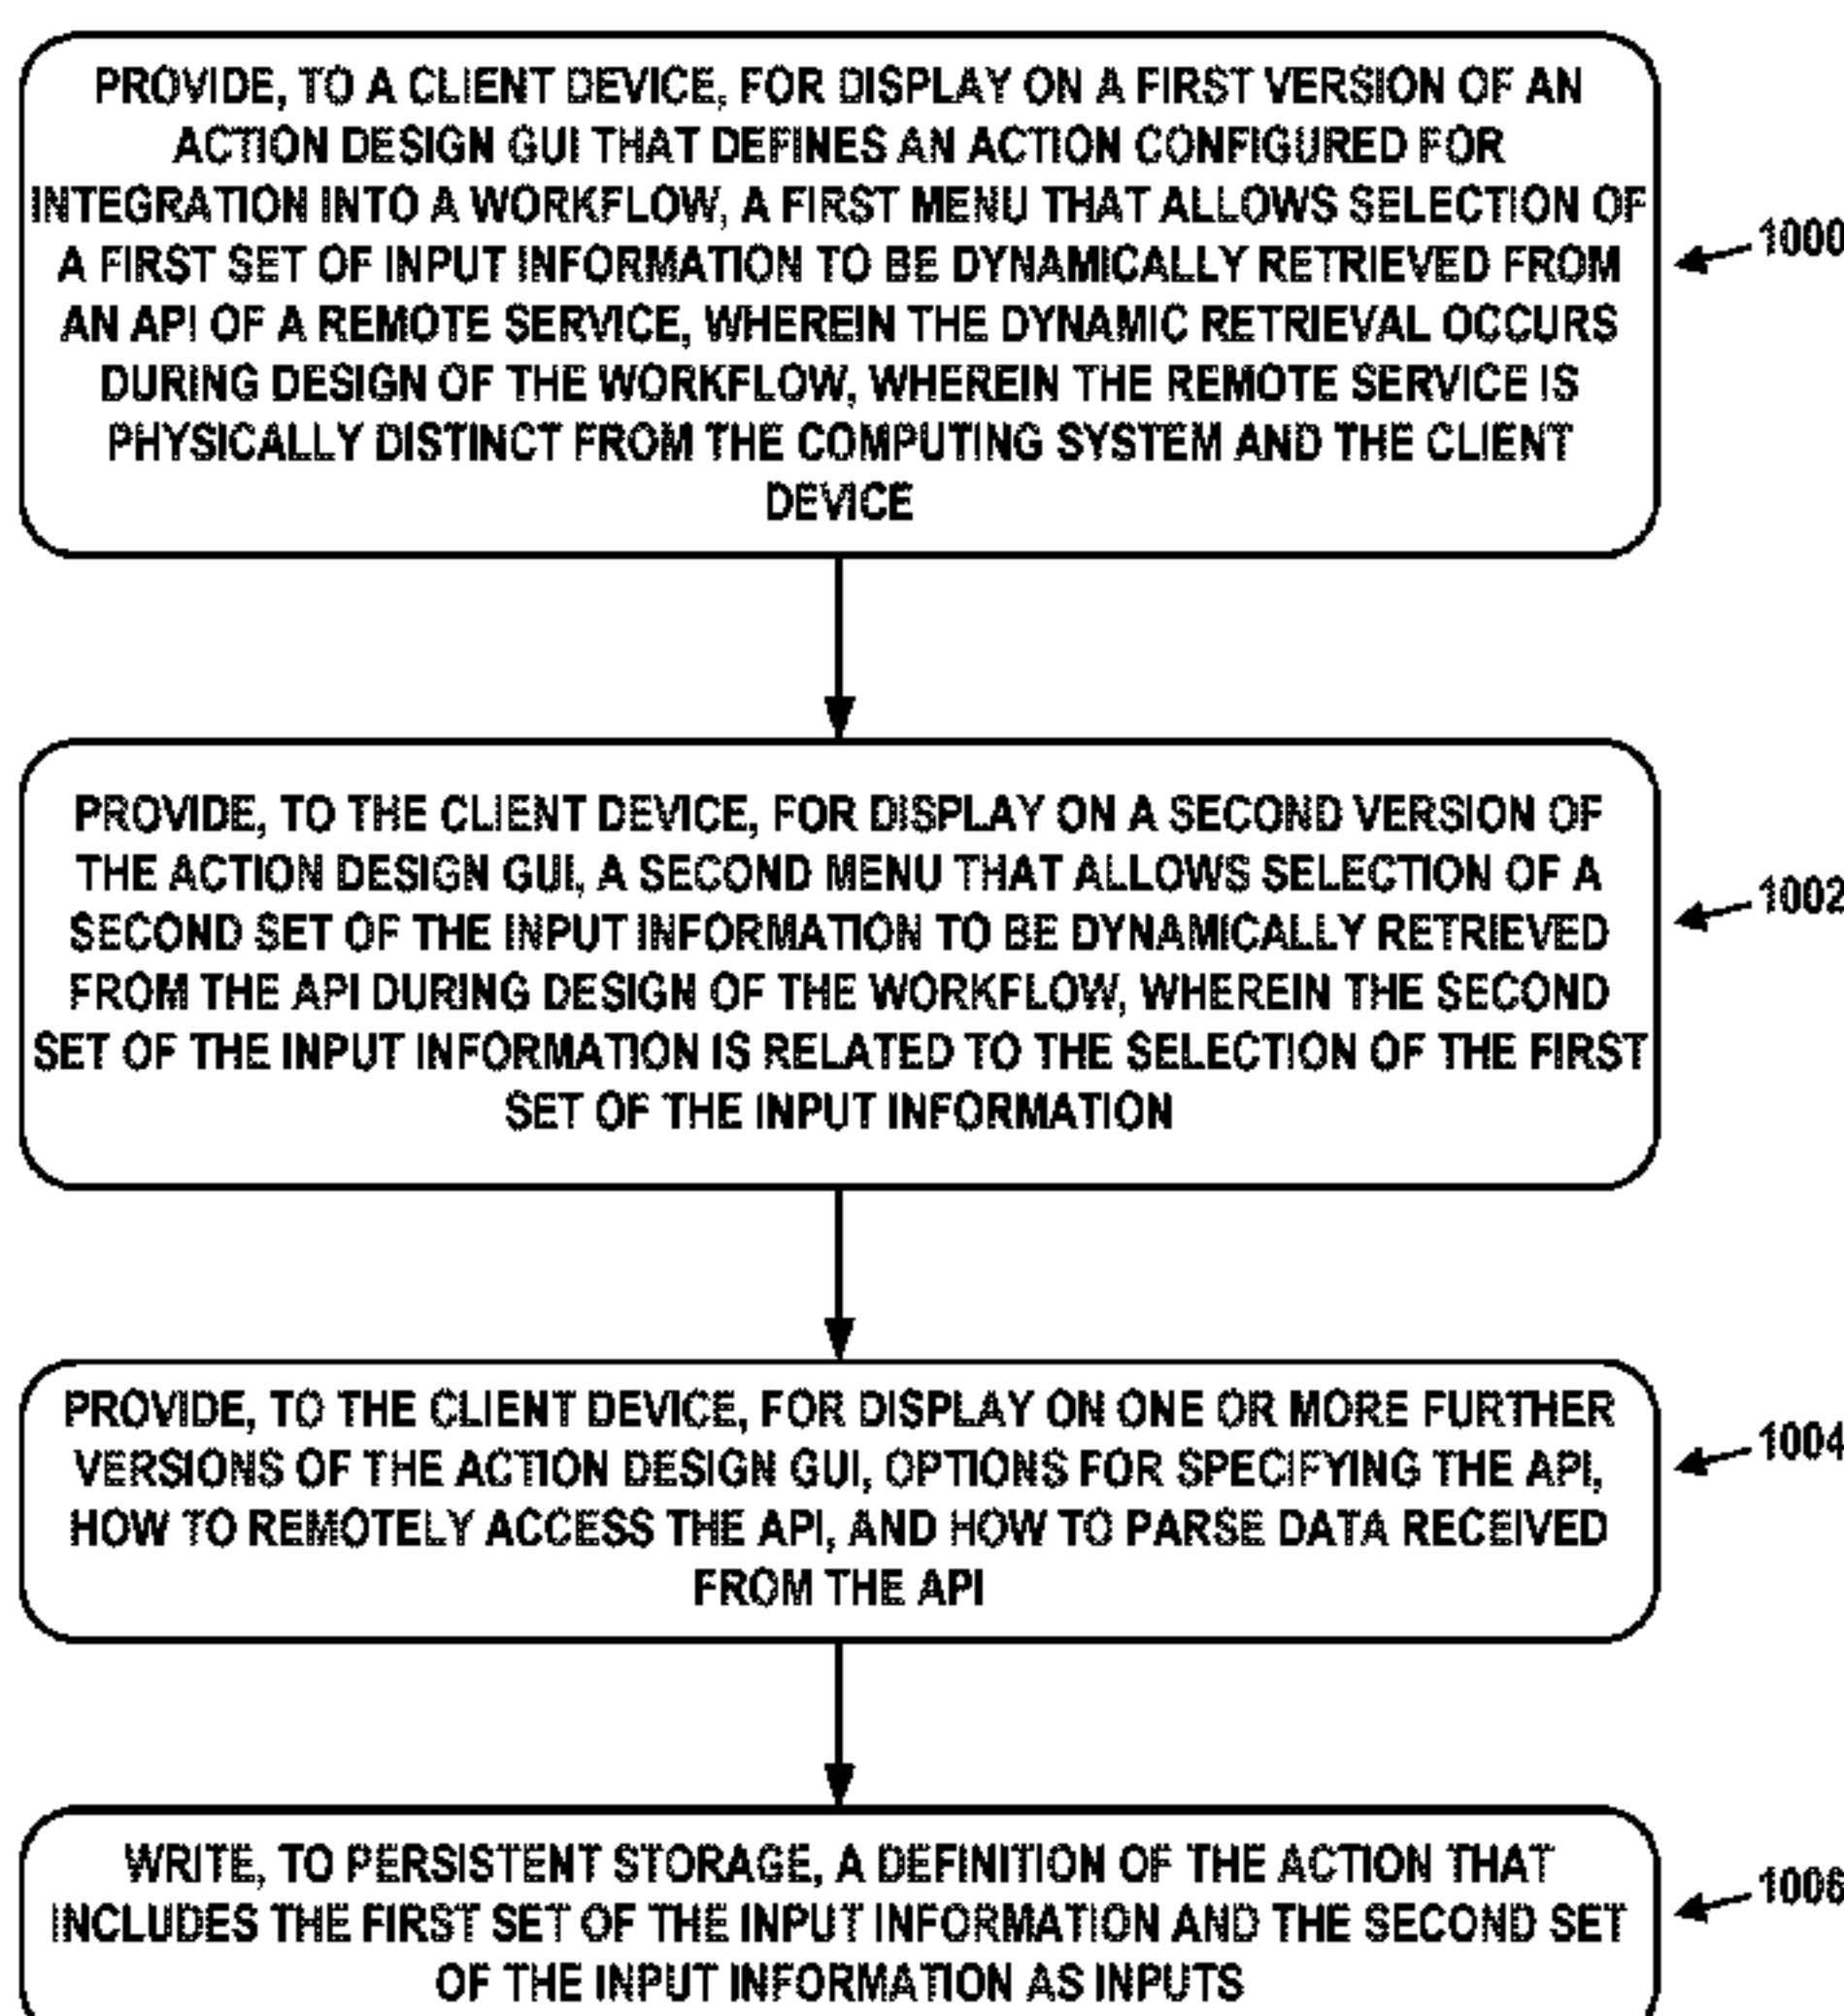 PROVIDE, TO A CLIENT DEVICE, FOR DISPLAY ON A FIRST VERSION OF AN
ACTION DESIGN GUI THAT DEFINES AN ACTION CONFIGURED FOR
INTEGRATION INTO A WORKFLOW, A FIRST MENU THAT ALLOWS SELECTION OF
A FIRST SET OF INPUT INFORMATION TO BE DYNAMICALLY RETRIEVED FROM
AN API OF A REMOTE SERVICE, WHEREIN THE DYNAMIC RETRIEVAL OCCURS
DURING DESIGN OF THE WORKFLOW, WHEREIN THE REMOTE SERVICE IS
PHYSICALLY DISTINCT FROM THE COMPUTING SYSTEM AND THE CLIENT
DEVICE
1000
PROVIDE, TO THE CLIENT DEVICE, FOR DISPLAY ON A SECOND VERSION OF
THE ACTION DESIGN GUI, A SECOND MENU THAT ALLOWS SELECTION OF A
SECOND SET OF THE INPUT INFORMATION TO BE DYNAMICALLY RETRIEVED
FROM THE API DURING DESIGN OF THE WORKFLOW, WHEREIN THE SECOND
SET OF THE INPUT INFORMATION IS RELATED TO THE SELECTION OF THE FIRST
SET OF THE INPUT INFORMATION
1002
PROVIDE, TO THE CLIENT DEVICE, FOR DISPLAY ON ONE OR MORE FURTHER
VERSIONS OF THE ACTION DESIGN GUI, OPTIONS FOR SPECIFYING THE API,
HOW TO REMOTELY ACCESS THE API, AND HOW TO PARSE DATA RECEIVED
FROM THE API
1004
WRITE, TO PERSISTENT STORAGE, A DEFINITION OF THE ACTION THAT
INCLUDES THE FIRST SET OF THE INPUT INFORMATION AND THE SECOND SET
OF THE INPUT INFORMATION AS INPUTS
1006